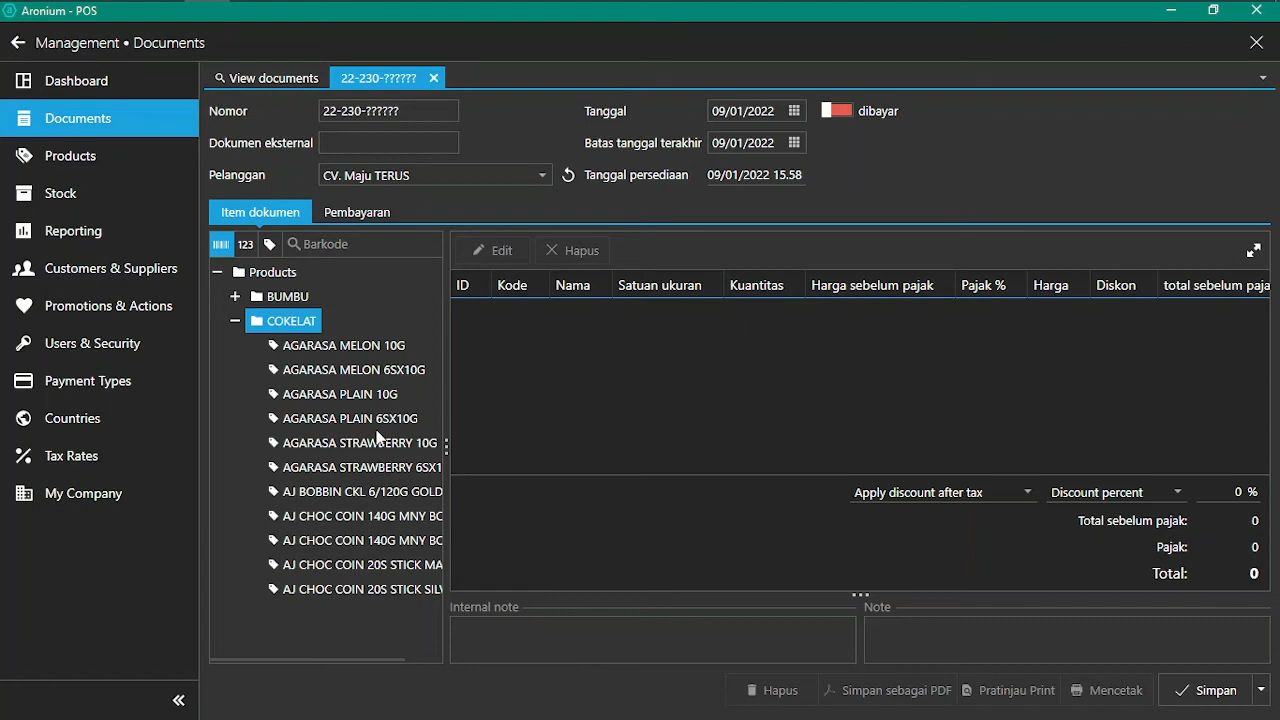 Aronium - POS
Management • Documents
Dashboard
Documents
Products
Stock
Reporting
Customers & Suppliers
Promotions & Actions
Users & Security
Payment Types
Countries
Tax Rates
My Company
View documents
22-230-??????
Nomor
22-230-??????
Tanggal
09/01/2022
dibayar
Dokumen eksternal
Batas tanggal terakhir
09/01/2022
Pelanggan
CV. Maju TERUS
Tanggal persediaan
09/01/2022 15.58
Item dokumen
Pembayaran
123
Barkode
Products
BUMBU
COKELAT
AGARASA MELON 10G
AGARASA MELON 6SX10G
AGARASA PLAIN 10G
AGARASA PLAIN 6SX10G
AGARASA STRAWBERRY 10G
AGARASA STRAWBERRY 6SX1
AJ BOBBIN CKL 6/120G GOLD
AJ CHOC COIN 140G MNY BC
AJ CHOC COIN 140G MNY BC
AJ CHOC COIN 20S STICK MA
AJ CHOC COIN 20S STICK SIL
Edit
Hapus
ID
Kode
Nama
Satuan ukuran
Kuantitas
Harga sebelum pajak
Pajak %
Harga
Diskon
total sebelum paja
Apply discount after tax
Discount percent
0 %
Total sebelum pajak: 0
Pajak: 0
Total: 0
Internal note
Note
Hapus
Simpan sebagai PDF
Pratinjau Print
Mencetak
Simpan